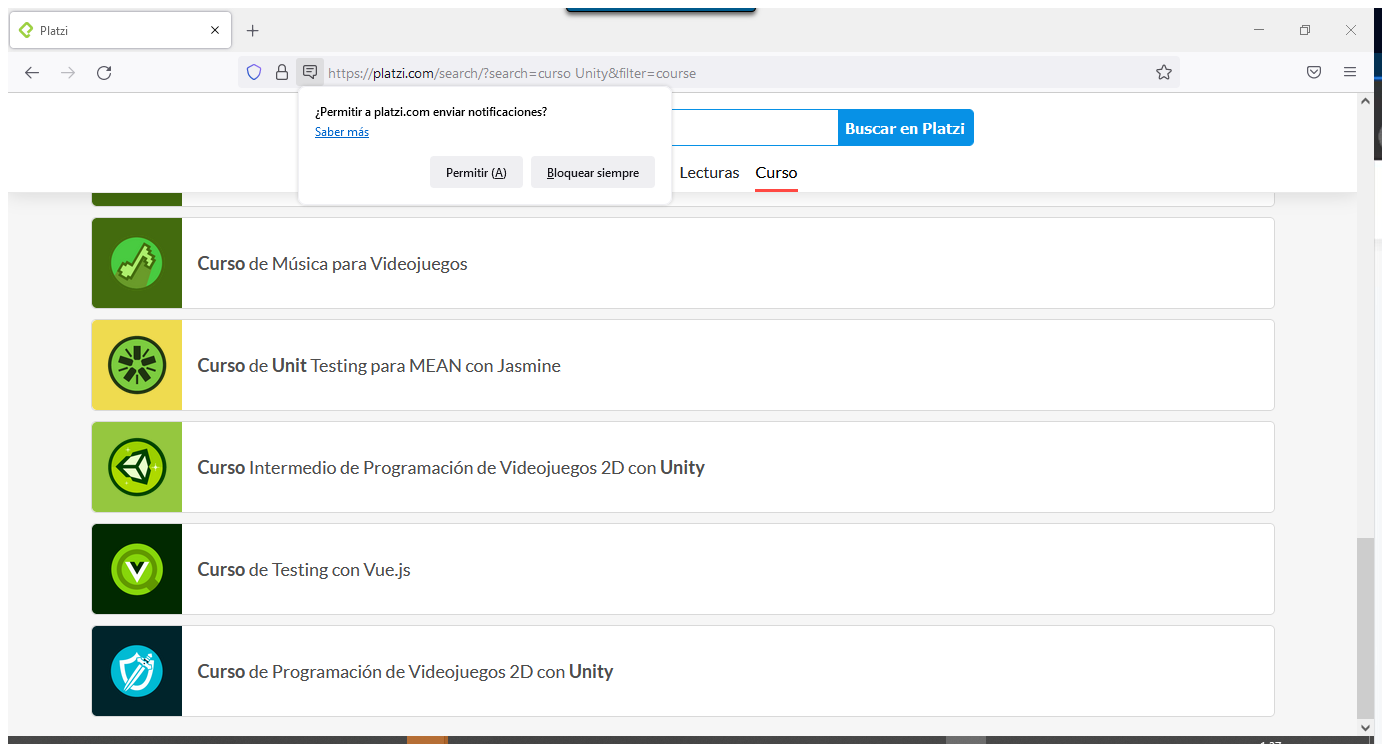 Platzi
https://platzi.com/search/?search=curso Unity&filter=course
¿Permitir a platzi.com enviar notificaciones?
Saber más
Permitir (A)
Bloquear siempre
Buscar en Platzi
Lecturas
Curso
Curso de Música para Videojuegos
Curso de Unit Testing para MEAN con Jasmine
Curso Intermedio de Programación de Videojuegos 2D con Unity
Curso de Testing con Vue.js
Curso de Programación de Videojuegos 2D con Unity